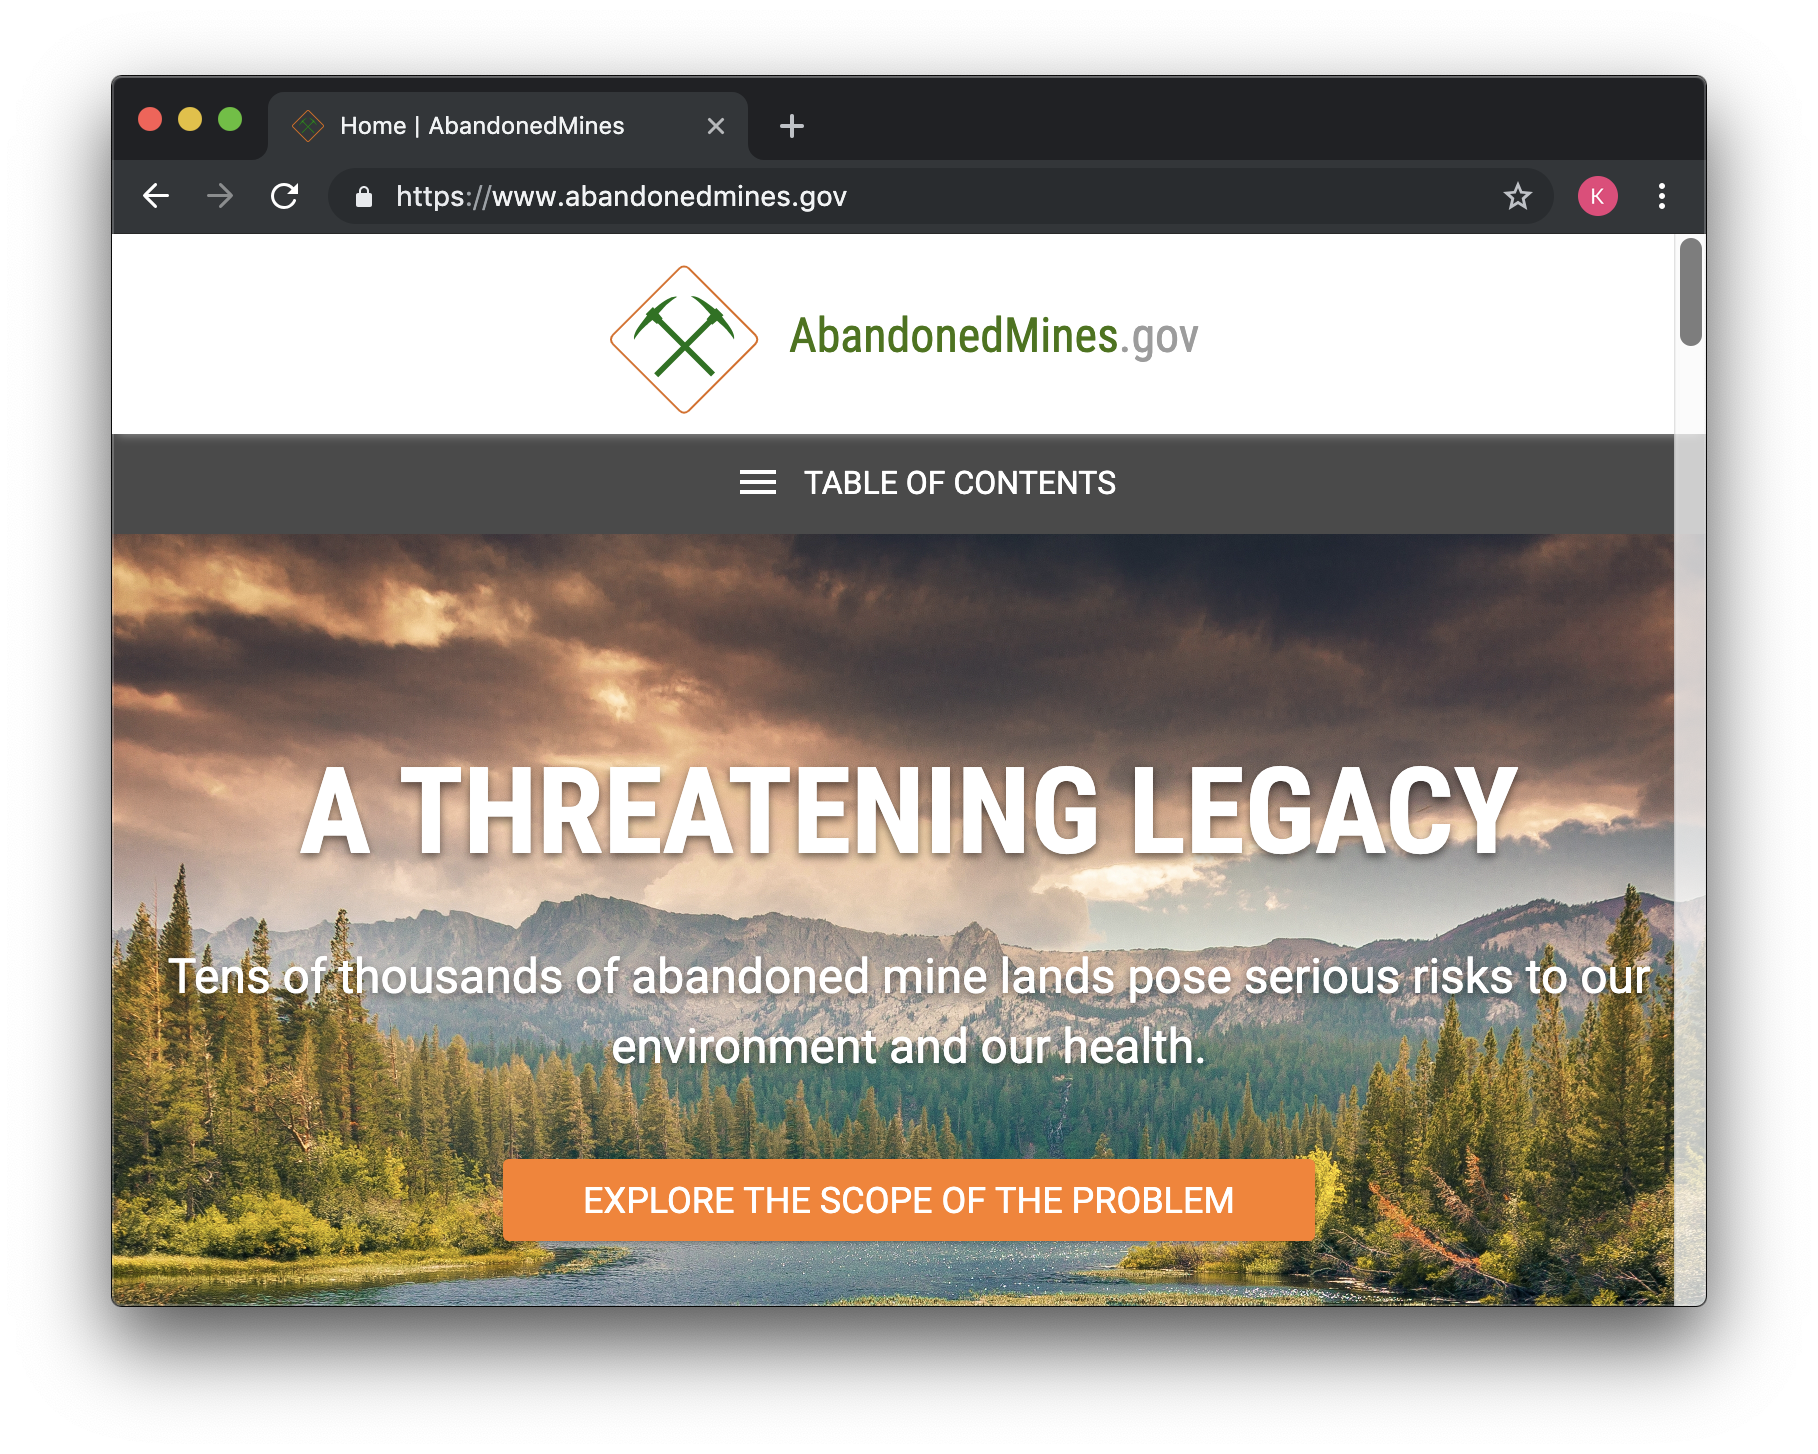 Home | AbandonedMines
https://www.abandonedmines.gov
K
AbandonedMines.gov
TABLE OF CONTENTS
A THREATENING LEGACY
Tens of thousands of abandoned mine lands pose serious risks to our
environment and our health.
EXPLORE THE SCOPE OF THE PROBLEM